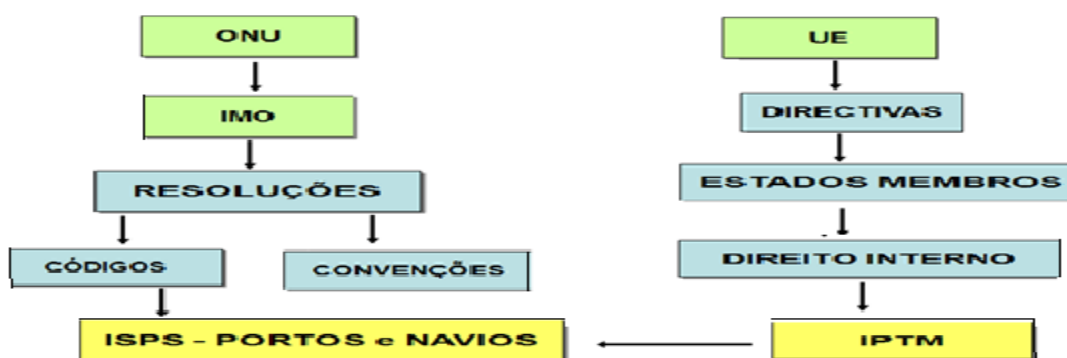 ONU
UE
IMO
DIRECTIVAS
RESOLUÇÕES
ESTADOS MEMBROS
CÓDIGOS
CONVENÇÕES
DIREITO INTERNO
ISPS - PORTOS e NAVIOS
IPTM